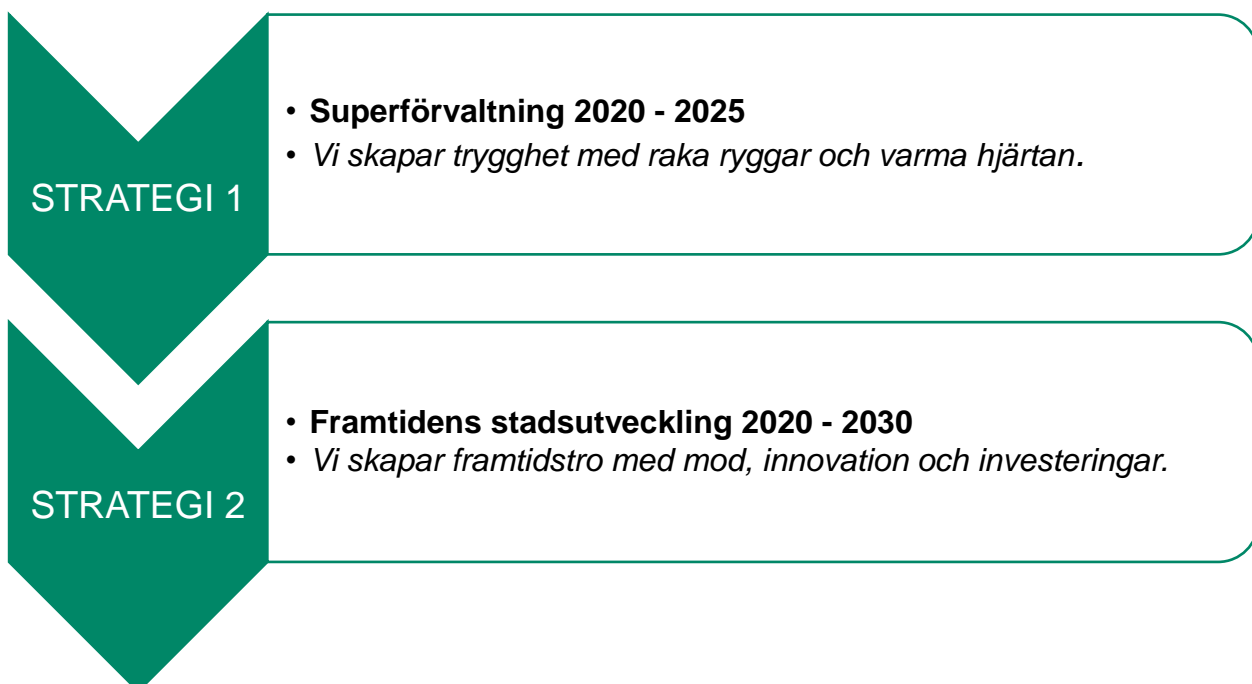 STRATEGI 1
• Superförvaltning 2020 - 2025
• Vi skapar trygghet med raka ryggar och varma hjärtan.
STRATEGI 2
• Framtidens stadsutveckling 2020 - 2030
• Vi skapar framtidstro med mod, innovation och investeringar.